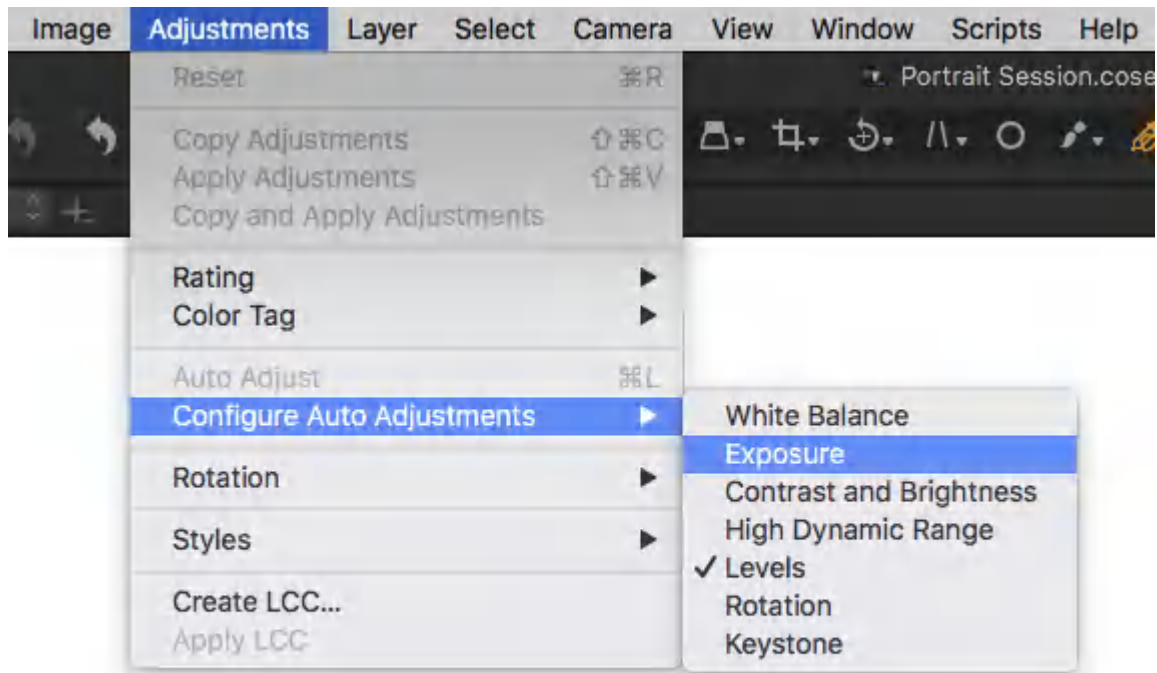 Image Adjustments Layer Select Camera View Window Scripts Help
Portrait Session.cose
Reset ⌘R
Copy Adjustments ⇧⌘C
Apply Adjustments ⇧⌘V
Copy and Apply Adjustments
Rating
Color Tag
Auto Adjust ⌘L
Configure Auto Adjustments
White Balance
Exposure
Contrast and Brightness
High Dynamic Range
✓ Levels
Rotation
Keystone
Rotation
Styles
Create LCC...
Apply LCC